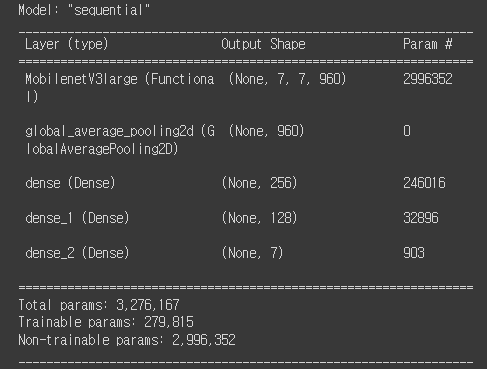 Model: "sequential"
_________________________________________________________________
Layer (type) Output Shape Param #
=================================================================
MobilenetV3large (Functiona (None, 7, 7, 960) 2996352
l)
global_average_pooling2d (G (None, 960) 0
lobalAveragePooling2D)
dense (Dense) (None, 256) 246016
dense_1 (Dense) (None, 128) 32896
dense_2 (Dense) (None, 7) 903
=================================================================
Total params: 3,276,167
Trainable params: 279,815
Non-trainable params: 2,996,352
_________________________________________________________________